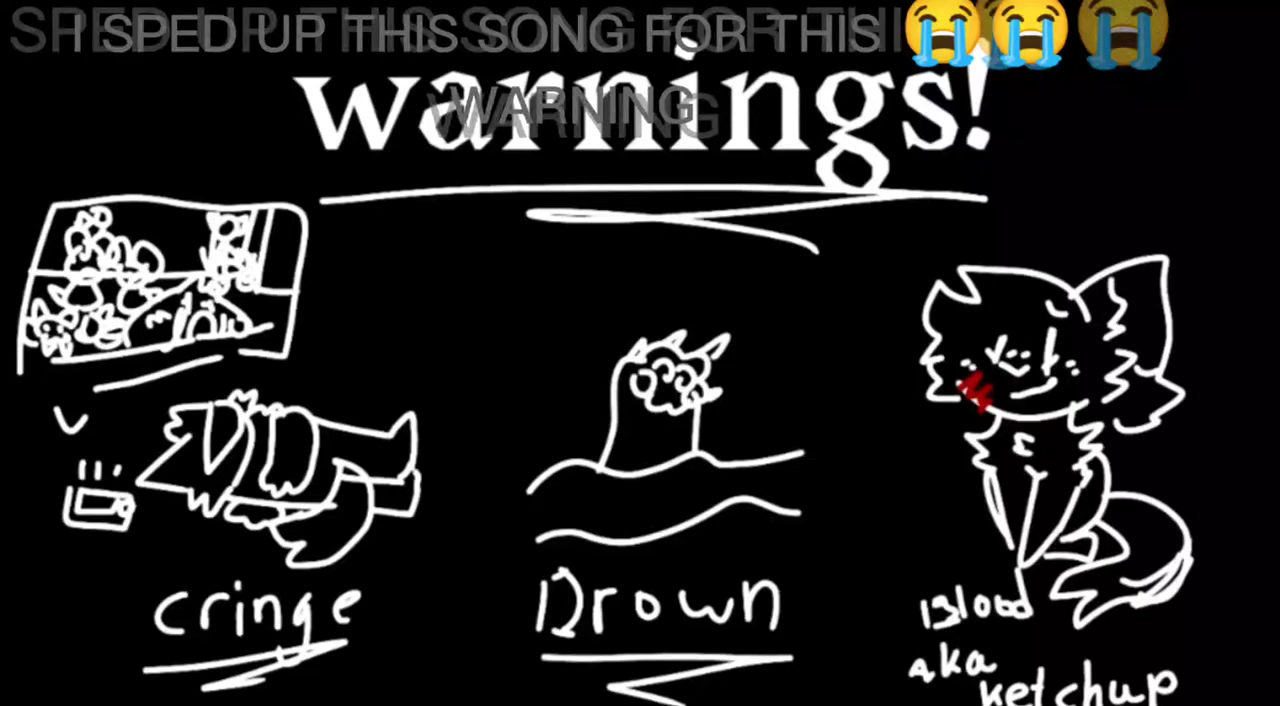 I SPED UP THIS SONG FOR THIS 😭😭😭
WARNING
warnings!
cringe
Drown
Blood
aka
ketchup